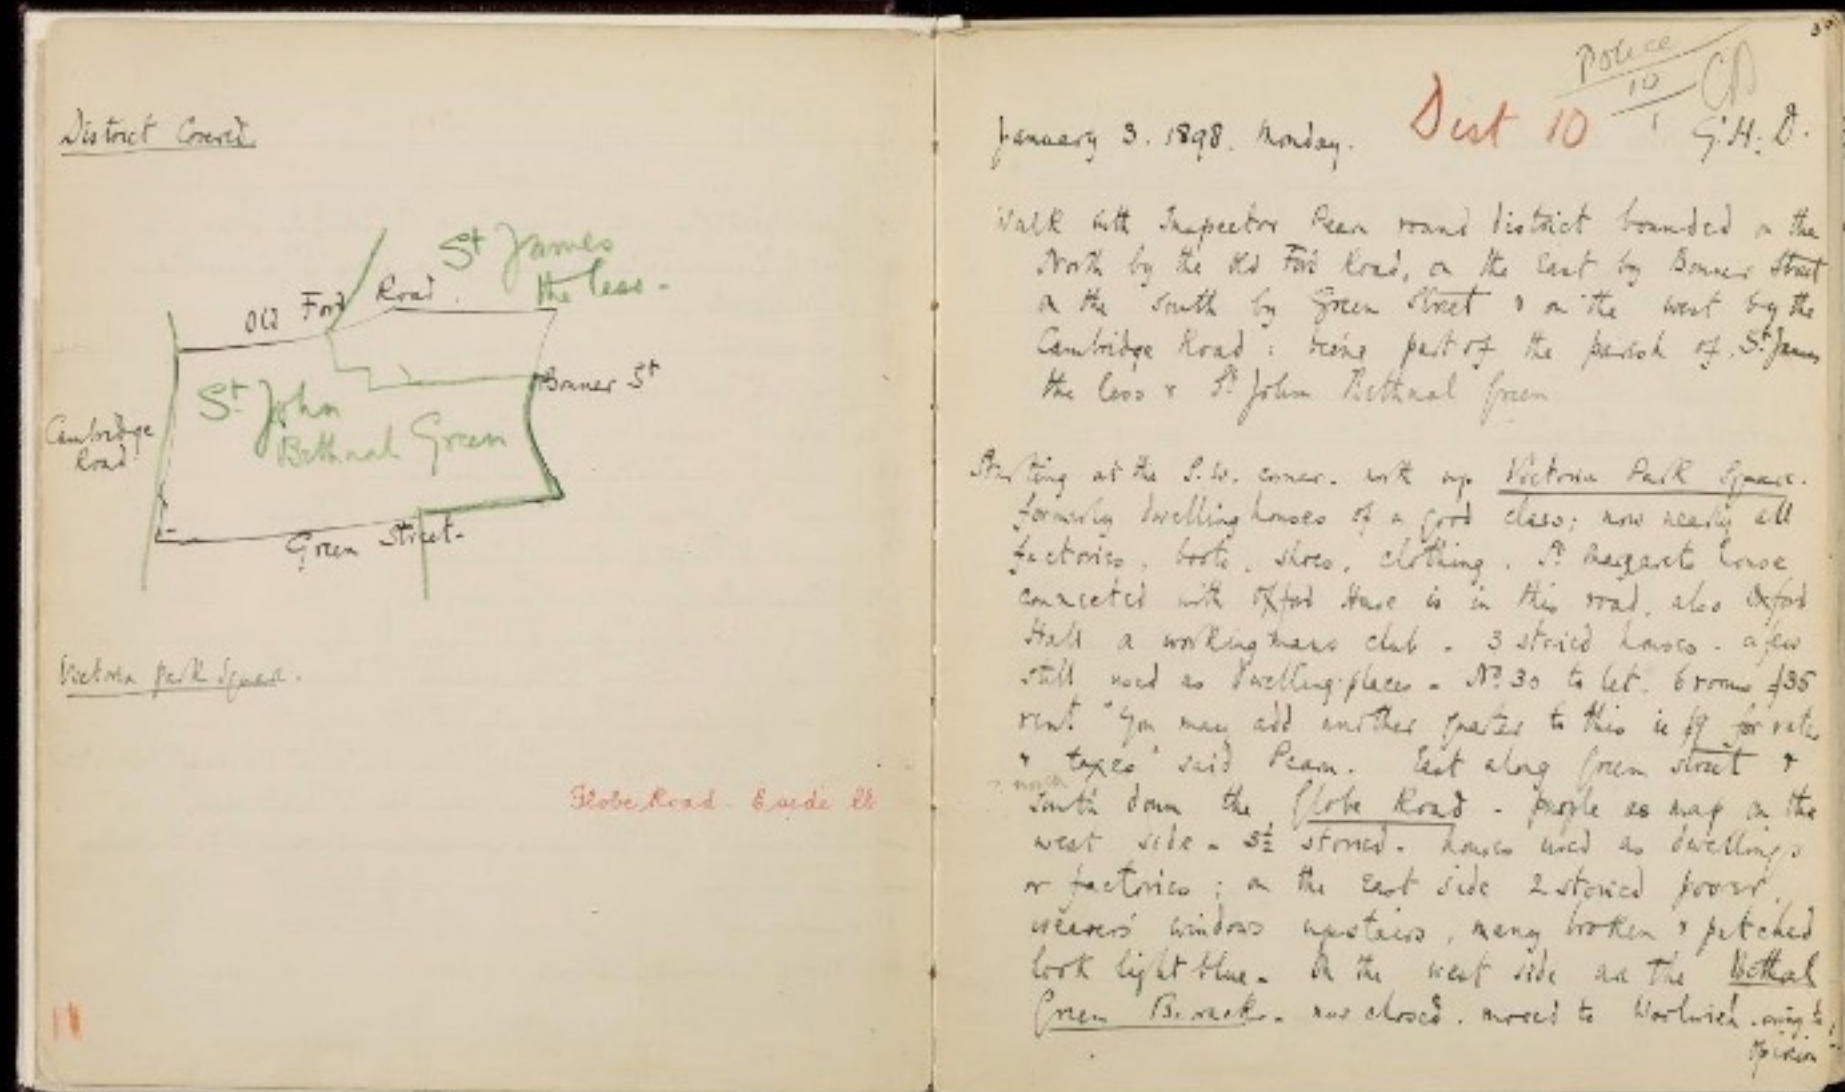 District Covered.
St James
the less.
Old Ford Road.
Bonner St
St. John
Bethnal Green
Cambridge
Road
Green Street.
Victoria Park Square.
Globe Road. E side lb
Police
10
1
January 3. 1898. Monday.
Dist 10
G.H.D.
Walk with Inspector Pearn round district bounded on the
North by the Old Ford Road, on the East by Bonner Street
on the South by Green Street & on the west by the
Cambridge Road: being part of the parish of St James
the less & St John Bethnal Green
Starting at the S.W. corner. north up Victoria Park Square.
formerly dwelling houses of a good class; now nearly all
factories, boots, shoes, clothing. St Margarets house
connected with Oxford House is in this road, also Oxford
Hall a working mans club. 3 storied houses. a few
still used as dwelling-places. No. 30 to let. 6 rooms £35
rent "You may add another quarter to this ie £9 for rates
& taxes" said Pearn. East along Green Street &
north
South down the Globe Road. purple as map on the
west side. 3½ storied. houses used as dwellings
or factories; on the East side 2 storied poorer,
weavers' windows upstairs, many broken & patched
look light blue. On the west side are the Bethnal
Green Barracks. now closed. moved to Woolwich. owing to
opinion